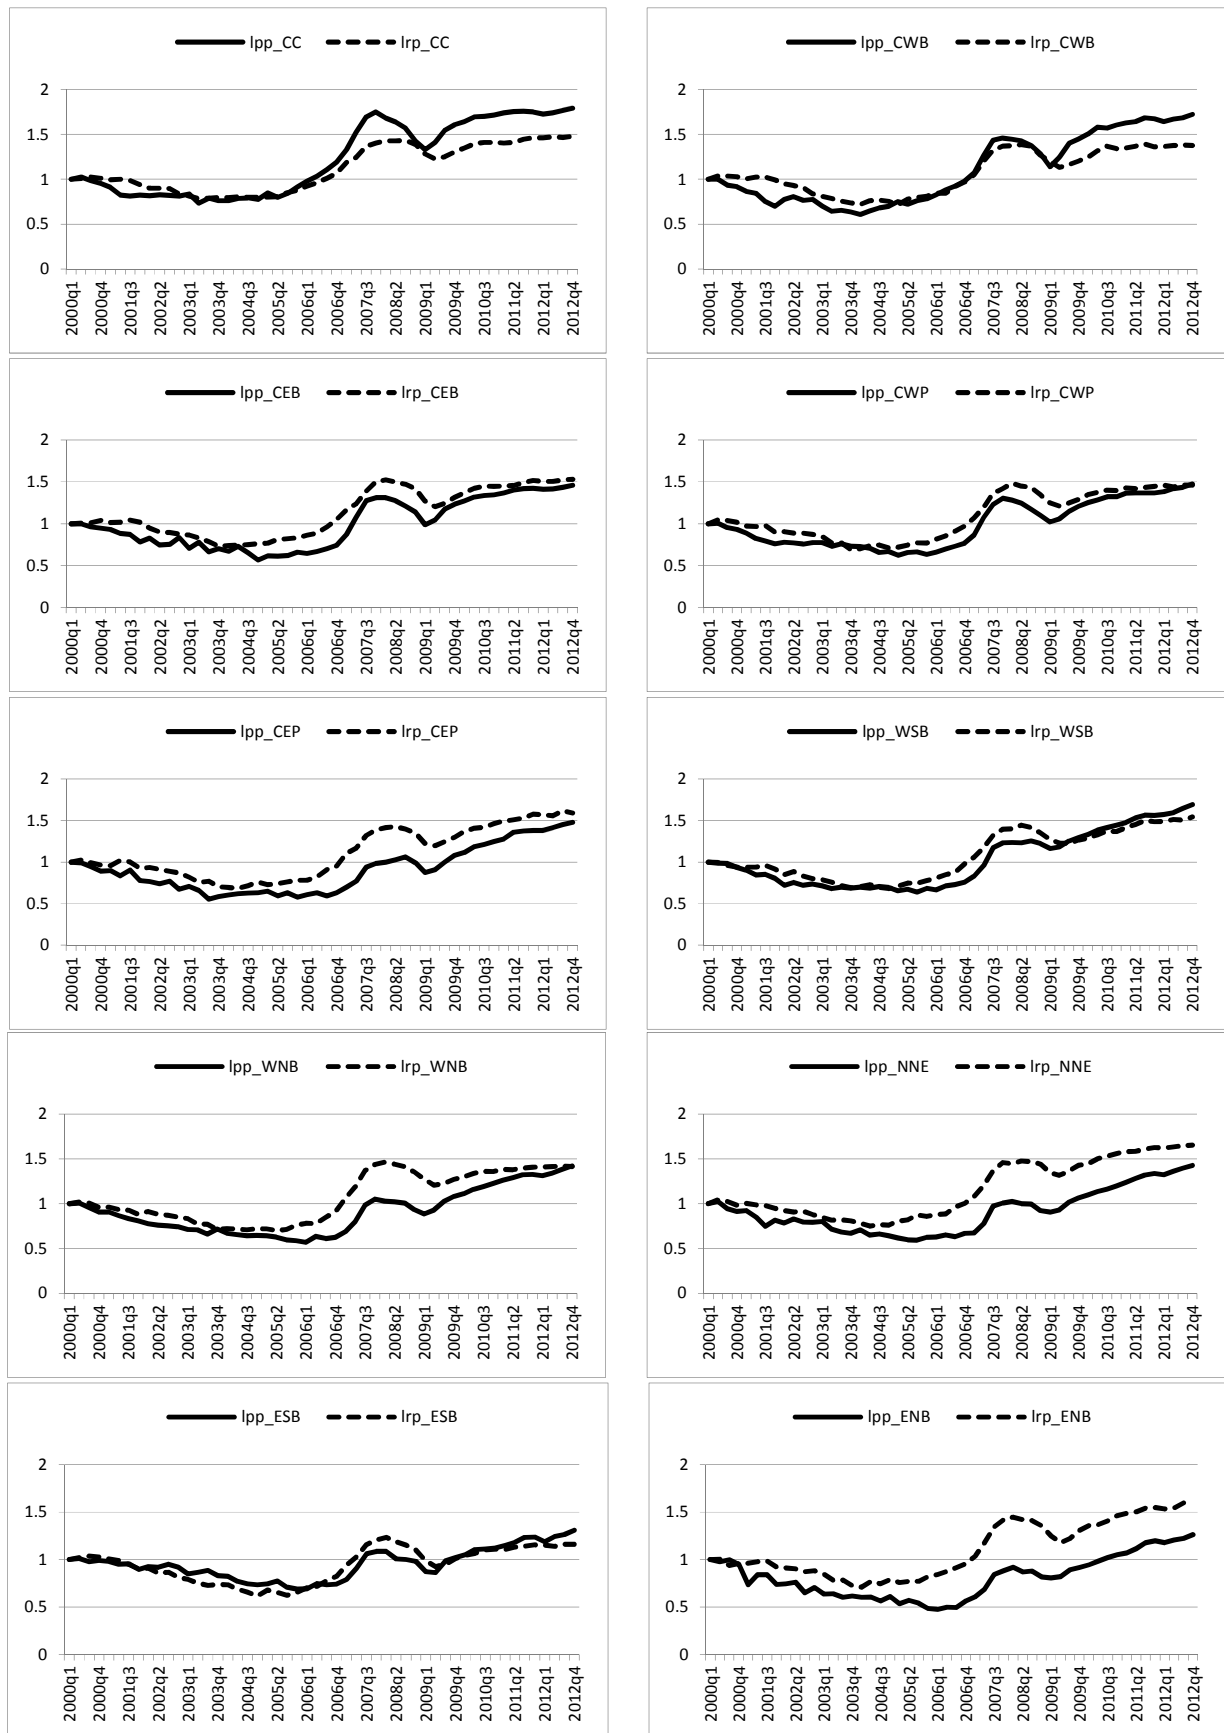 lpp_CC lrp_CC
2
1.5
1
0.5
0
2000q1 2000q4 2001q3 2002q2 2003q1 2003q4 2004q3 2005q2 2006q1 2006q4 2007q3 2008q2 2009q1 2009q4 2010q3 2011q2 2012q1 2012q4
lpp_CWB lrp_CWB
2
1.5
1
0.5
0
2000q1 2000q4 2001q3 2002q2 2003q1 2003q4 2004q3 2005q2 2006q1 2006q4 2007q3 2008q2 2009q1 2009q4 2010q3 2011q2 2012q1 2012q4
lpp_CEB lrp_CEB
2
1.5
1
0.5
0
2000q1 2000q4 2001q3 2002q2 2003q1 2003q4 2004q3 2005q2 2006q1 2006q4 2007q3 2008q2 2009q1 2009q4 2010q3 2011q2 2012q1 2012q4
lpp_CWP lrp_CWP
2
1.5
1
0.5
0
2000q1 2000q4 2001q3 2002q2 2003q1 2003q4 2004q3 2005q2 2006q1 2006q4 2007q3 2008q2 2009q1 2009q4 2010q3 2011q2 2012q1 2012q4
lpp_CEP lrp_CEP
2
1.5
1
0.5
0
2000q1 2000q4 2001q3 2002q2 2003q1 2003q4 2004q3 2005q2 2006q1 2006q4 2007q3 2008q2 2009q1 2009q4 2010q3 2011q2 2012q1 2012q4
lpp_WSB lrp_WSB
2
1.5
1
0.5
0
2000q1 2000q4 2001q3 2002q2 2003q1 2003q4 2004q3 2005q2 2006q1 2006q4 2007q3 2008q2 2009q1 2009q4 2010q3 2011q2 2012q1 2012q4
lpp_WNB lrp_WNB
2
1.5
1
0.5
0
2000q1 2000q4 2001q3 2002q2 2003q1 2003q4 2004q3 2005q2 2006q1 2006q4 2007q3 2008q2 2009q1 2009q4 2010q3 2011q2 2012q1 2012q4
lpp_NNE lrp_NNE
2
1.5
1
0.5
0
2000q1 2000q4 2001q3 2002q2 2003q1 2003q4 2004q3 2005q2 2006q1 2006q4 2007q3 2008q2 2009q1 2009q4 2010q3 2011q2 2012q1 2012q4
lpp_ESB lrp_ESB
2
1.5
1
0.5
0
2000q1 2000q4 2001q3 2002q2 2003q1 2003q4 2004q3 2005q2 2006q1 2006q4 2007q3 2008q2 2009q1 2009q4 2010q3 2011q2 2012q1 2012q4
lpp_ENB lrp_ENB
2
1.5
1
0.5
0
2000q1 2000q4 2001q3 2002q2 2003q1 2003q4 2004q3 2005q2 2006q1 2006q4 2007q3 2008q2 2009q1 2009q4 2010q3 2011q2 2012q1 2012q4